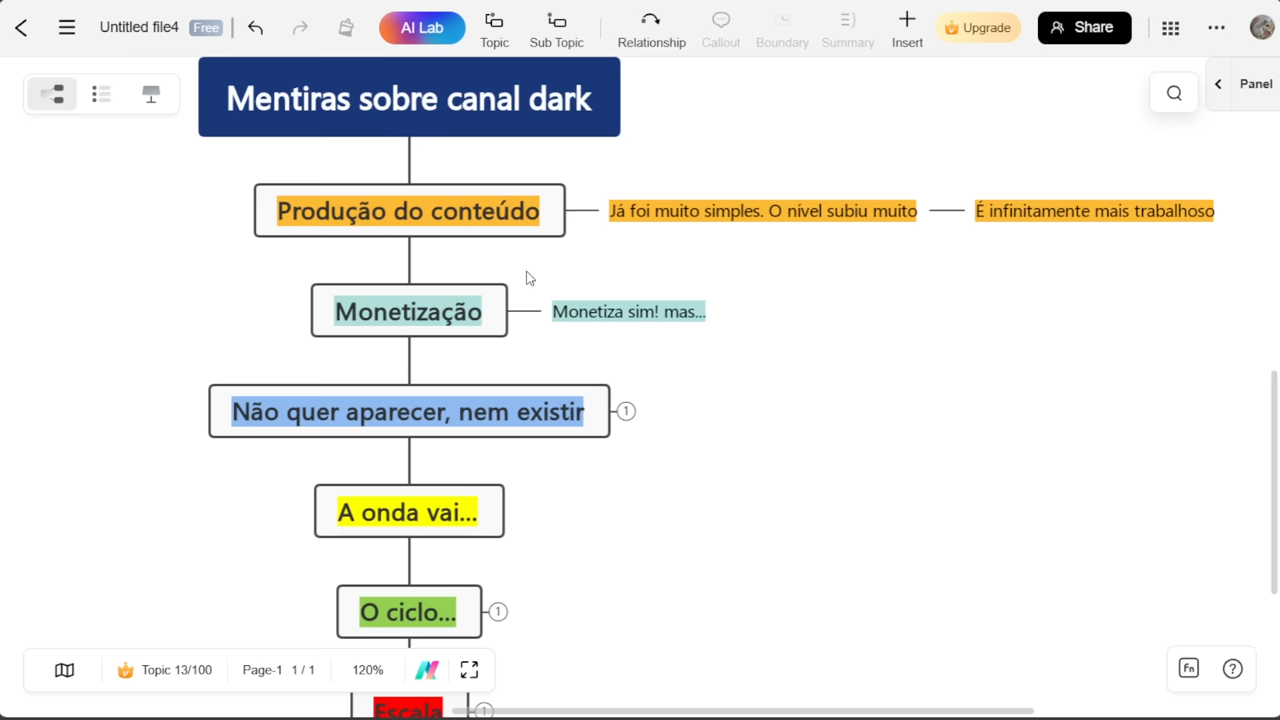 Untitled file4 Free AI Lab Topic Sub Topic Relationship Callout Boundary Summary Insert Upgrade Share
Panel
Mentiras sobre canal dark
Produção do conteúdo Já foi muito simples. O nível subiu muito É infinitamente mais trabalhoso
Monetização Monetiza sim! mas...
Não quer aparecer, nem existir 1
A onda vai...
O ciclo... 1
Topic 13/100 Page-1 1 / 1 120% Fn ?
Escala 1